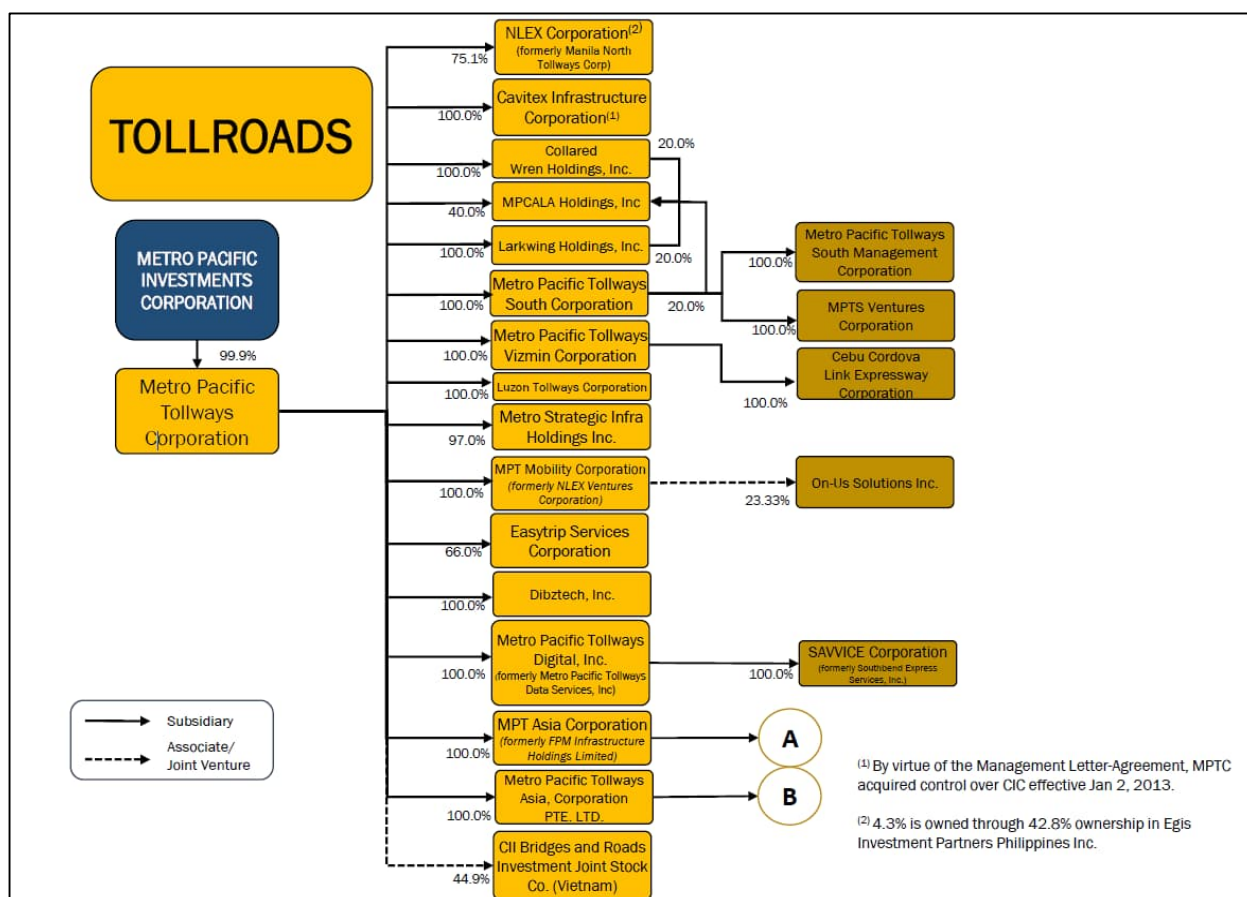 TOLLROADS
METRO PACIFIC
INVESTMENTS
CORPORATION
99.9%
Metro Pacific
Tollways
Corporation
NLEX Corporation(2)
(formerly Manila North
Tollways Corp)
75.1%
Cavitex Infrastructure
Corporation(1)
100.0%
Collared
Wren Holdings, Inc.
100.0%
20.0%
MPCALA Holdings, Inc
40.0%
Larkwing Holdings, Inc.
100.0%
20.0%
Metro Pacific Tollways
South Corporation
100.0%
20.0%
Metro Pacific Tollways
South Management
Corporation
100.0%
MPTS Ventures
Corporation
100.0%
Metro Pacific Tollways
Vizmin Corporation
100.0%
Cebu Cordova
Link Expressway
Corporation
100.0%
Luzon Tollways Corporation
100.0%
Metro Strategic Infra
Holdings Inc.
97.0%
MPT Mobility Corporation
(formerly NLEX Ventures
Corporation)
100.0%
On-Us Solutions Inc.
23.33%
Easytrip Services
Corporation
66.0%
Dibztech, Inc.
100.0%
Metro Pacific Tollways
Digital, Inc.
(formerly Metro Pacific Tollways
Data Services, Inc)
100.0%
SAVVICE Corporation
(formerly Southbend Express
Services, Inc.)
100.0%
MPT Asia Corporation
(formerly FPM Infrastructure
Holdings Limited)
100.0%
A
Metro Pacific Tollways
Asia, Corporation
PTE. LTD.
100.0%
B
CII Bridges and Roads
Investment Joint Stock
Co. (Vietnam)
44.9%
Subsidiary
Associate/
Joint Venture
(1) By virtue of the Management Letter-Agreement, MPTC
acquired control over CIC effective Jan 2, 2013.
(2) 4.3% is owned through 42.8% ownership in Egis
Investment Partners Philippines Inc.